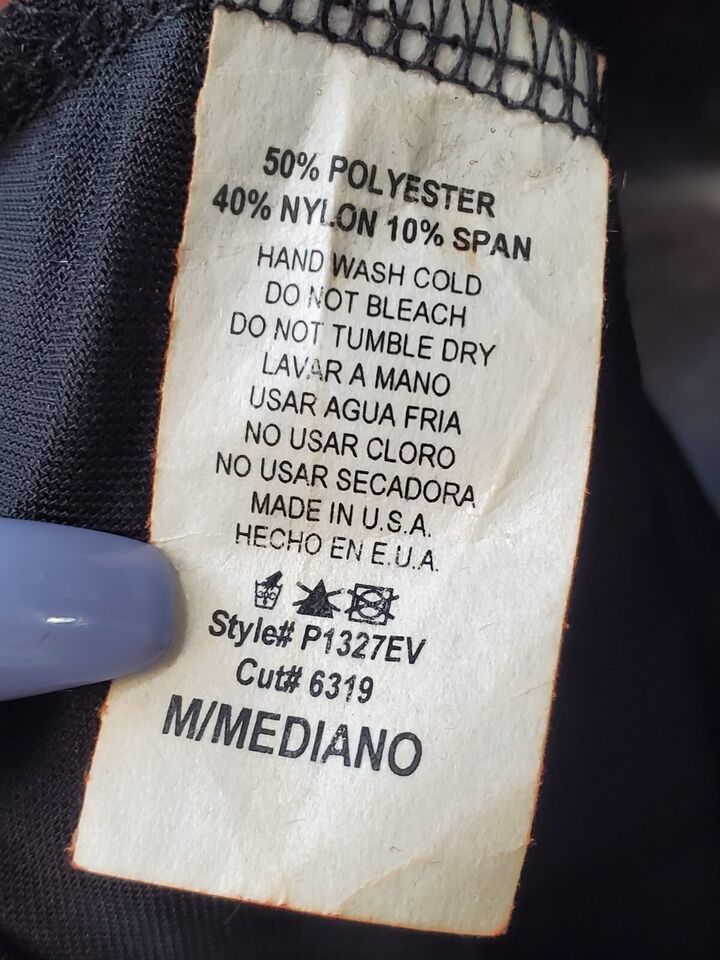 50% POLYESTER
40% NYLON 10% SPAN
HAND WASH COLD
DO NOT BLEACH
DO NOT TUMBLE DRY
LAVAR A MANO
USAR AGUA FRIA
NO USAR CLORO
NO USAR SECADORA
MADE IN U.S.A.
HECHO EN E.U.A.
Style# P1327EV
Cut# 6319
M/MEDIANO